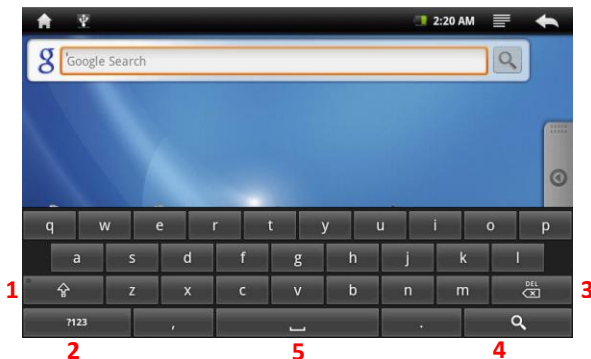 2:20 AM
g Google Search
q w e r t y u i o p
a s d f g h j k l
1 z x c v b n m DEL 3
?123 , .
2 5 4